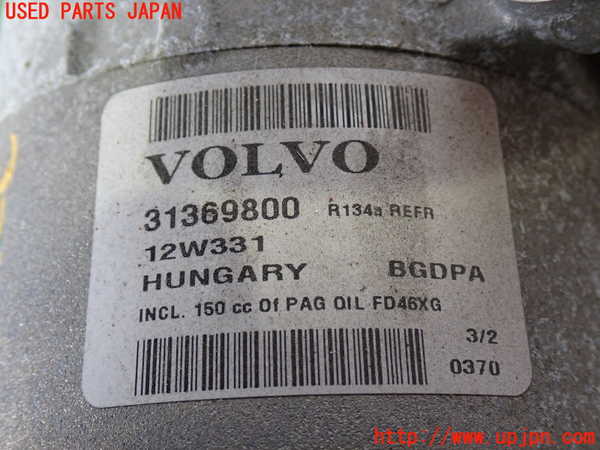 USED PARTS JAPAN
VOLVO
31369800 R134a REFR
12W331
HUNGARY BGDPA
INCL. 150 cc Of PAG OIL FD46XG
3/2
0370
http://www.upjpn.com/